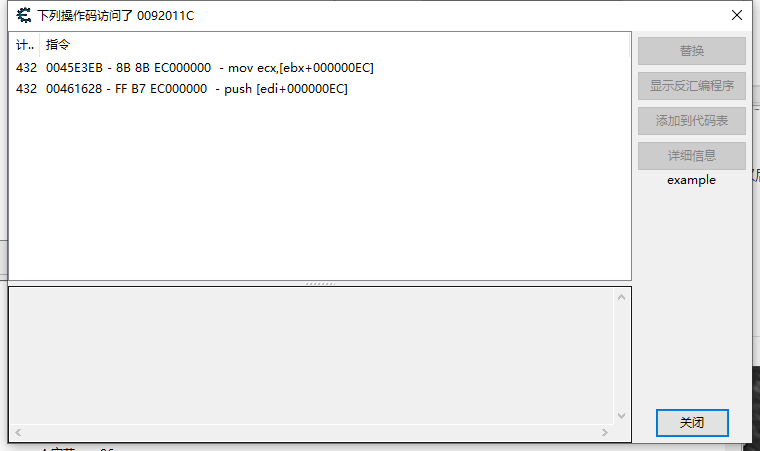 下列操作码访问了 0092011C
计.. 指令
432 0045E3EB - 8B 8B EC000000 - mov ecx,[ebx+000000EC]
432 00461628 - FF B7 EC000000 - push [edi+000000EC]
替换
显示反汇编程序
添加到代码表
详细信息
example
关闭